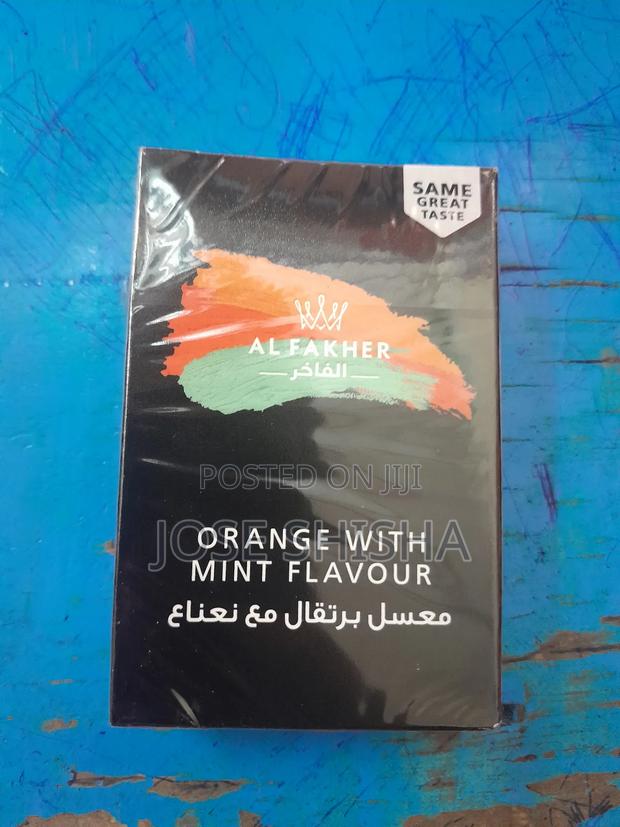 SAME
GREAT
TASTE
AL FAKHER
الفاخر
POSTED ON JIJI
JOSE SHISHA
ORANGE WITH
MINT FLAVOUR
معسل برتقال مع نعناع